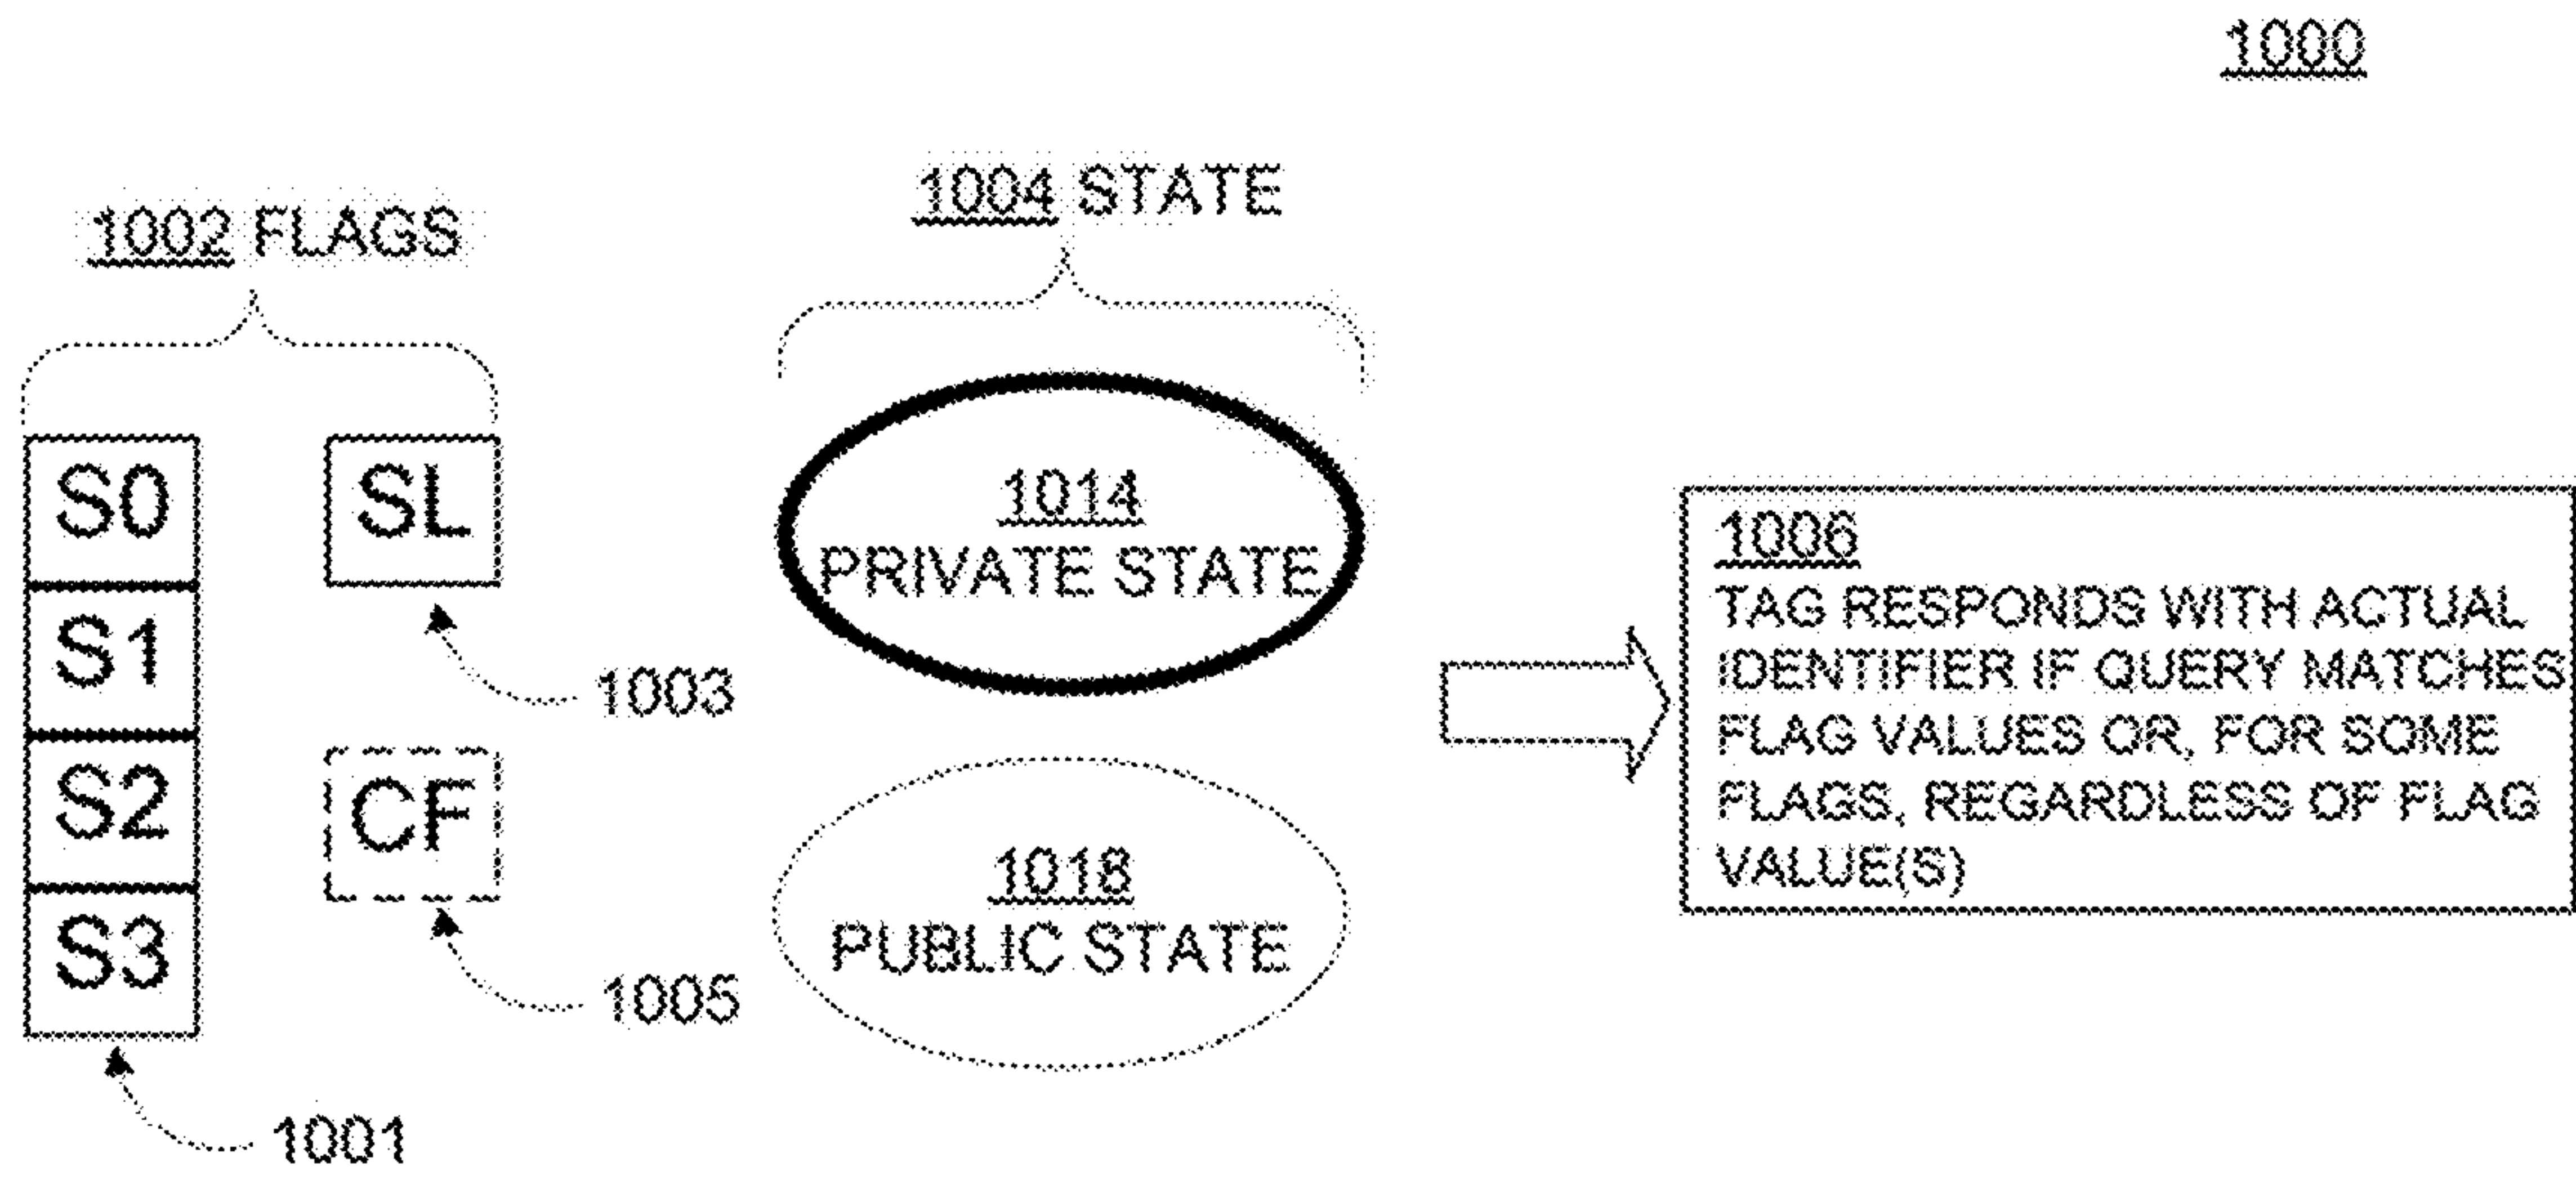 1000
1002 FLAGS
1004 STATE
S0
S1
S2
S3
SL
CF
1003
1005
1001
1014
PRIVATE STATE
1018
PUBLIC STATE
1006
TAG RESPONDS WITH ACTUAL
IDENTIFIER IF QUERY MATCHES
FLAG VALUES OR, FOR SOME
FLAGS, REGARDLESS OF FLAG
VALUE(S)